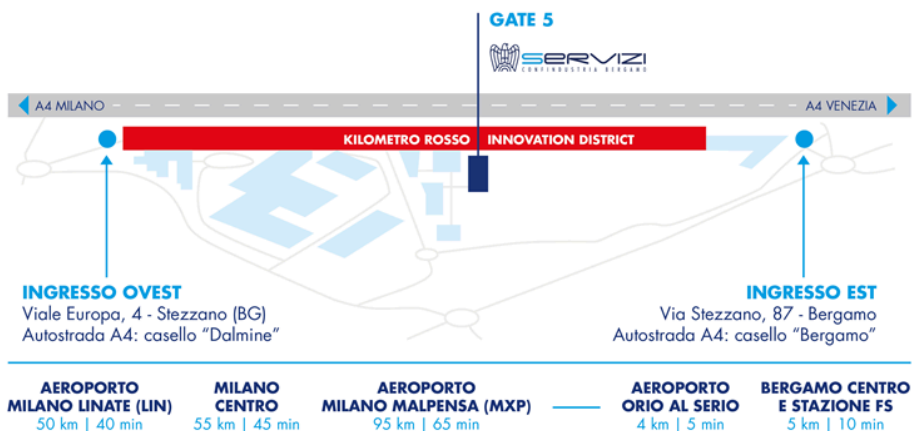 GATE 5
SERVIZI
CONFINDUSTRIA BERGAMO
A4 MILANO
A4 VENEZIA
KILOMETRO ROSSO INNOVATION DISTRICT
INGRESSO OVEST
Viale Europa, 4 - Stezzano (BG)
Autostrada A4: casello “Dalmine”
INGRESSO EST
Via Stezzano, 87 - Bergamo
Autostrada A4: casello “Bergamo”
AEROPORTO
MILANO LINATE (LIN)
50 km | 40 min
MILANO
CENTRO
55 km | 45 min
AEROPORTO
MILANO MALPENSA (MXP)
95 km | 65 min
AEROPORTO
ORIO AL SERIO
4 km | 5 min
BERGAMO CENTRO
E STAZIONE FS
5 km | 10 min